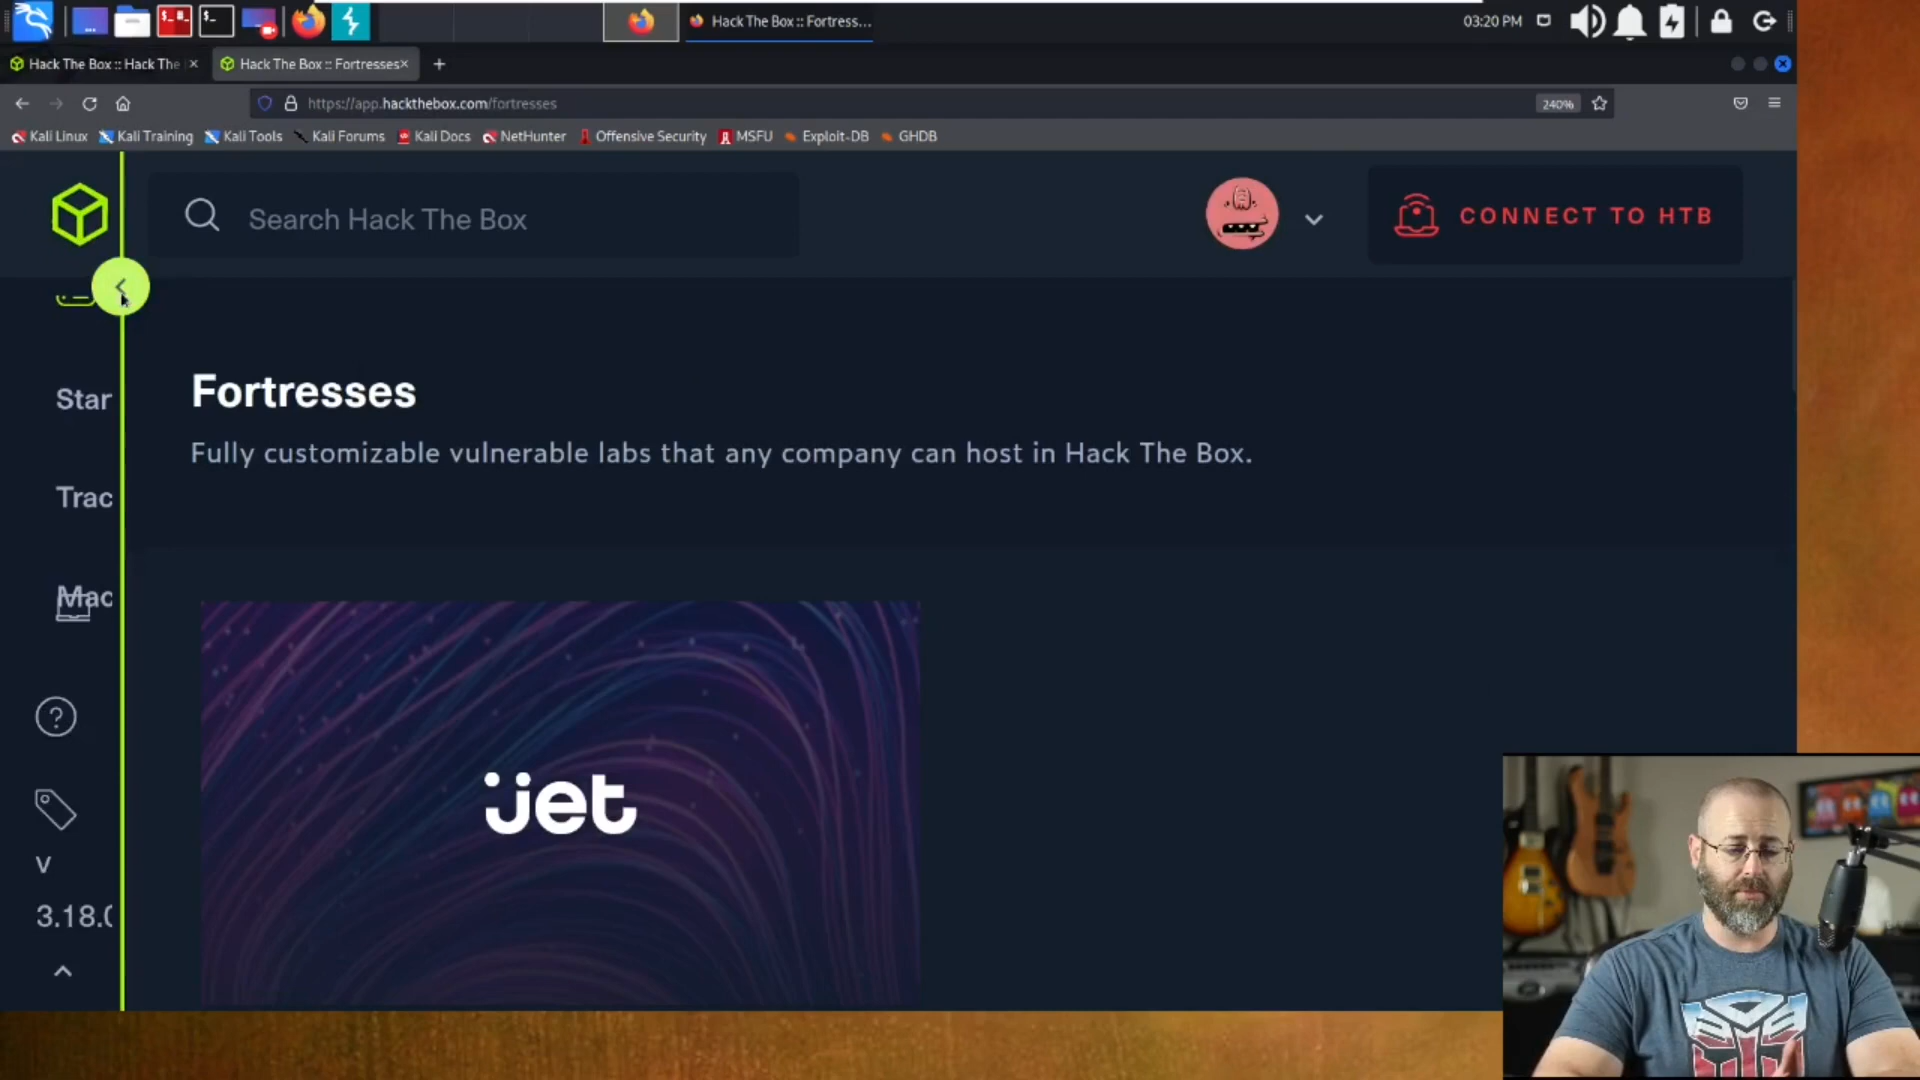 Hack The Box :: Fortress...
03:20 PM
Hack The Box :: Hack The
Hack The Box :: Fortresses
https://app.hackthebox.com/fortresses
240%
Kali Linux
Kali Training
Kali Tools
Kali Forums
Kali Docs
NetHunter
Offensive Security
MSFU
Exploit-DB
GHDB
Search Hack The Box
CONNECT TO HTB
Star
Trac
Mac
v
3.18.0
Fortresses
Fully customizable vulnerable labs that any company can host in Hack The Box.
jet